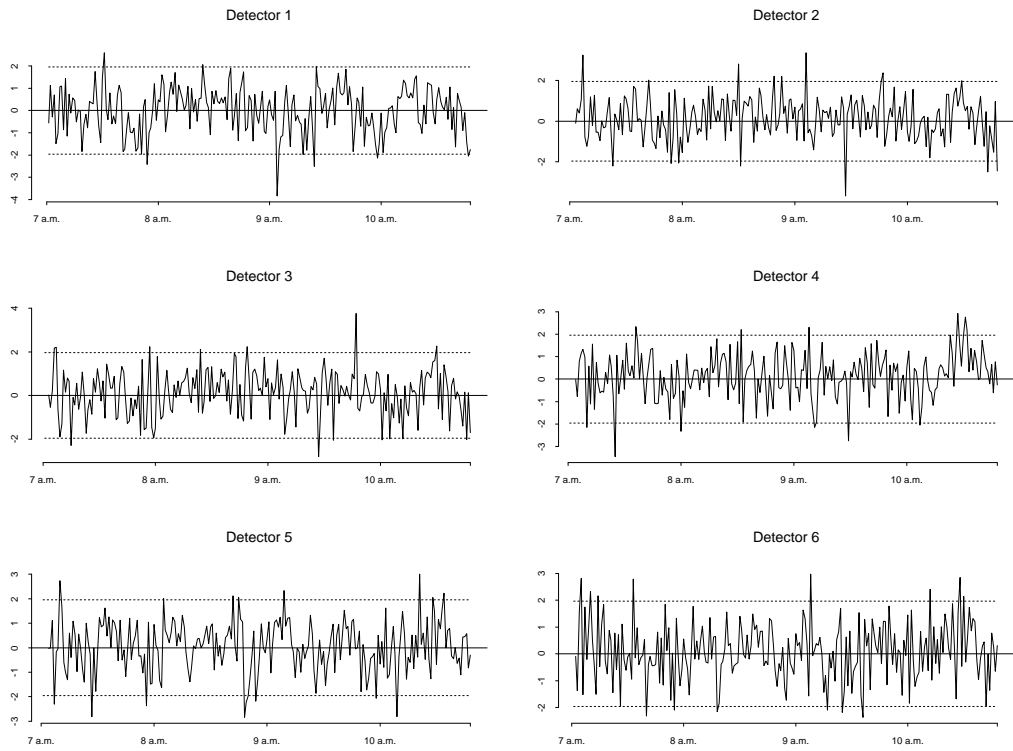 Detector 1
2
1
0
-1
-2
-3
-4
7 a.m.
8 a.m.
9 a.m.
10 a.m.
Detector 2
2
0
-2
7 a.m.
8 a.m.
9 a.m.
10 a.m.
Detector 3
4
2
0
-2
7 a.m.
8 a.m.
9 a.m.
10 a.m.
Detector 4
3
2
1
0
-1
-2
-3
7 a.m.
8 a.m.
9 a.m.
10 a.m.
Detector 5
3
2
1
0
-1
-2
-3
7 a.m.
8 a.m.
9 a.m.
10 a.m.
Detector 6
3
2
1
0
-1
-2
7 a.m.
8 a.m.
9 a.m.
10 a.m.